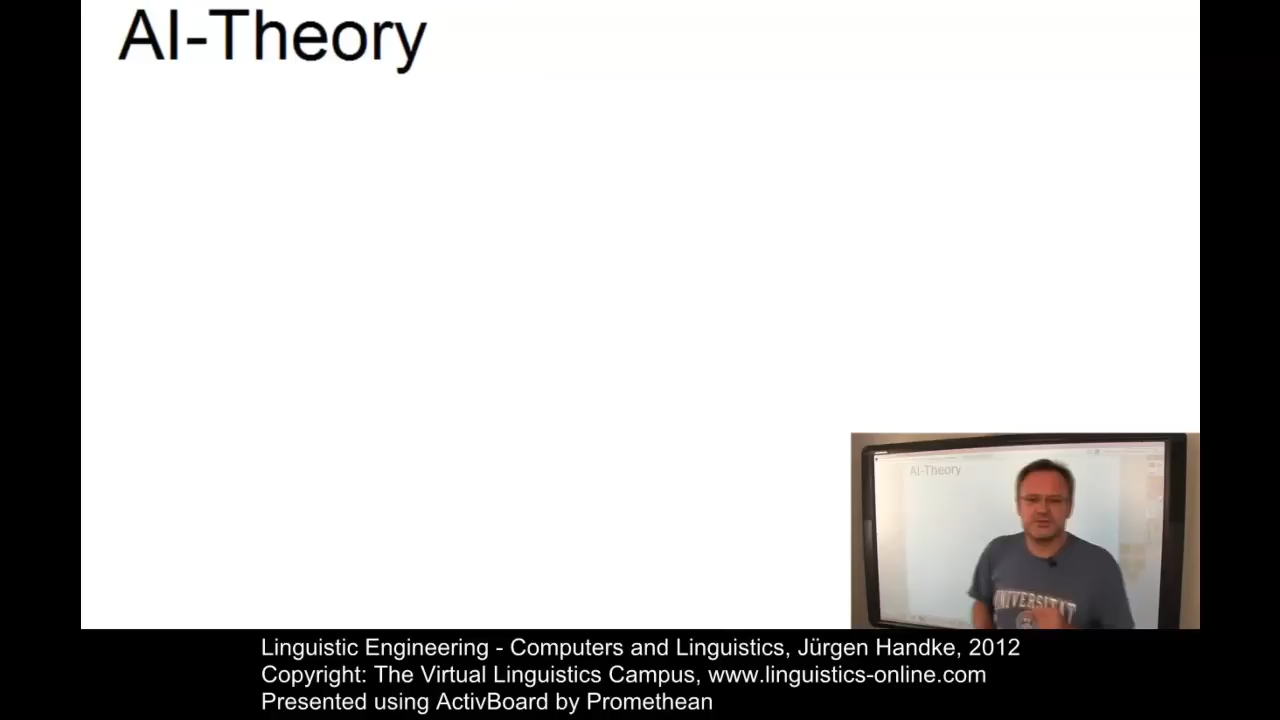 AI-Theory
AI-Theory
UNIVERSITAT
Linguistic Engineering - Computers and Linguistics, Jürgen Handke, 2012
Copyright: The Virtual Linguistics Campus, www.linguistics-online.com
Presented using ActivBoard by Promethean